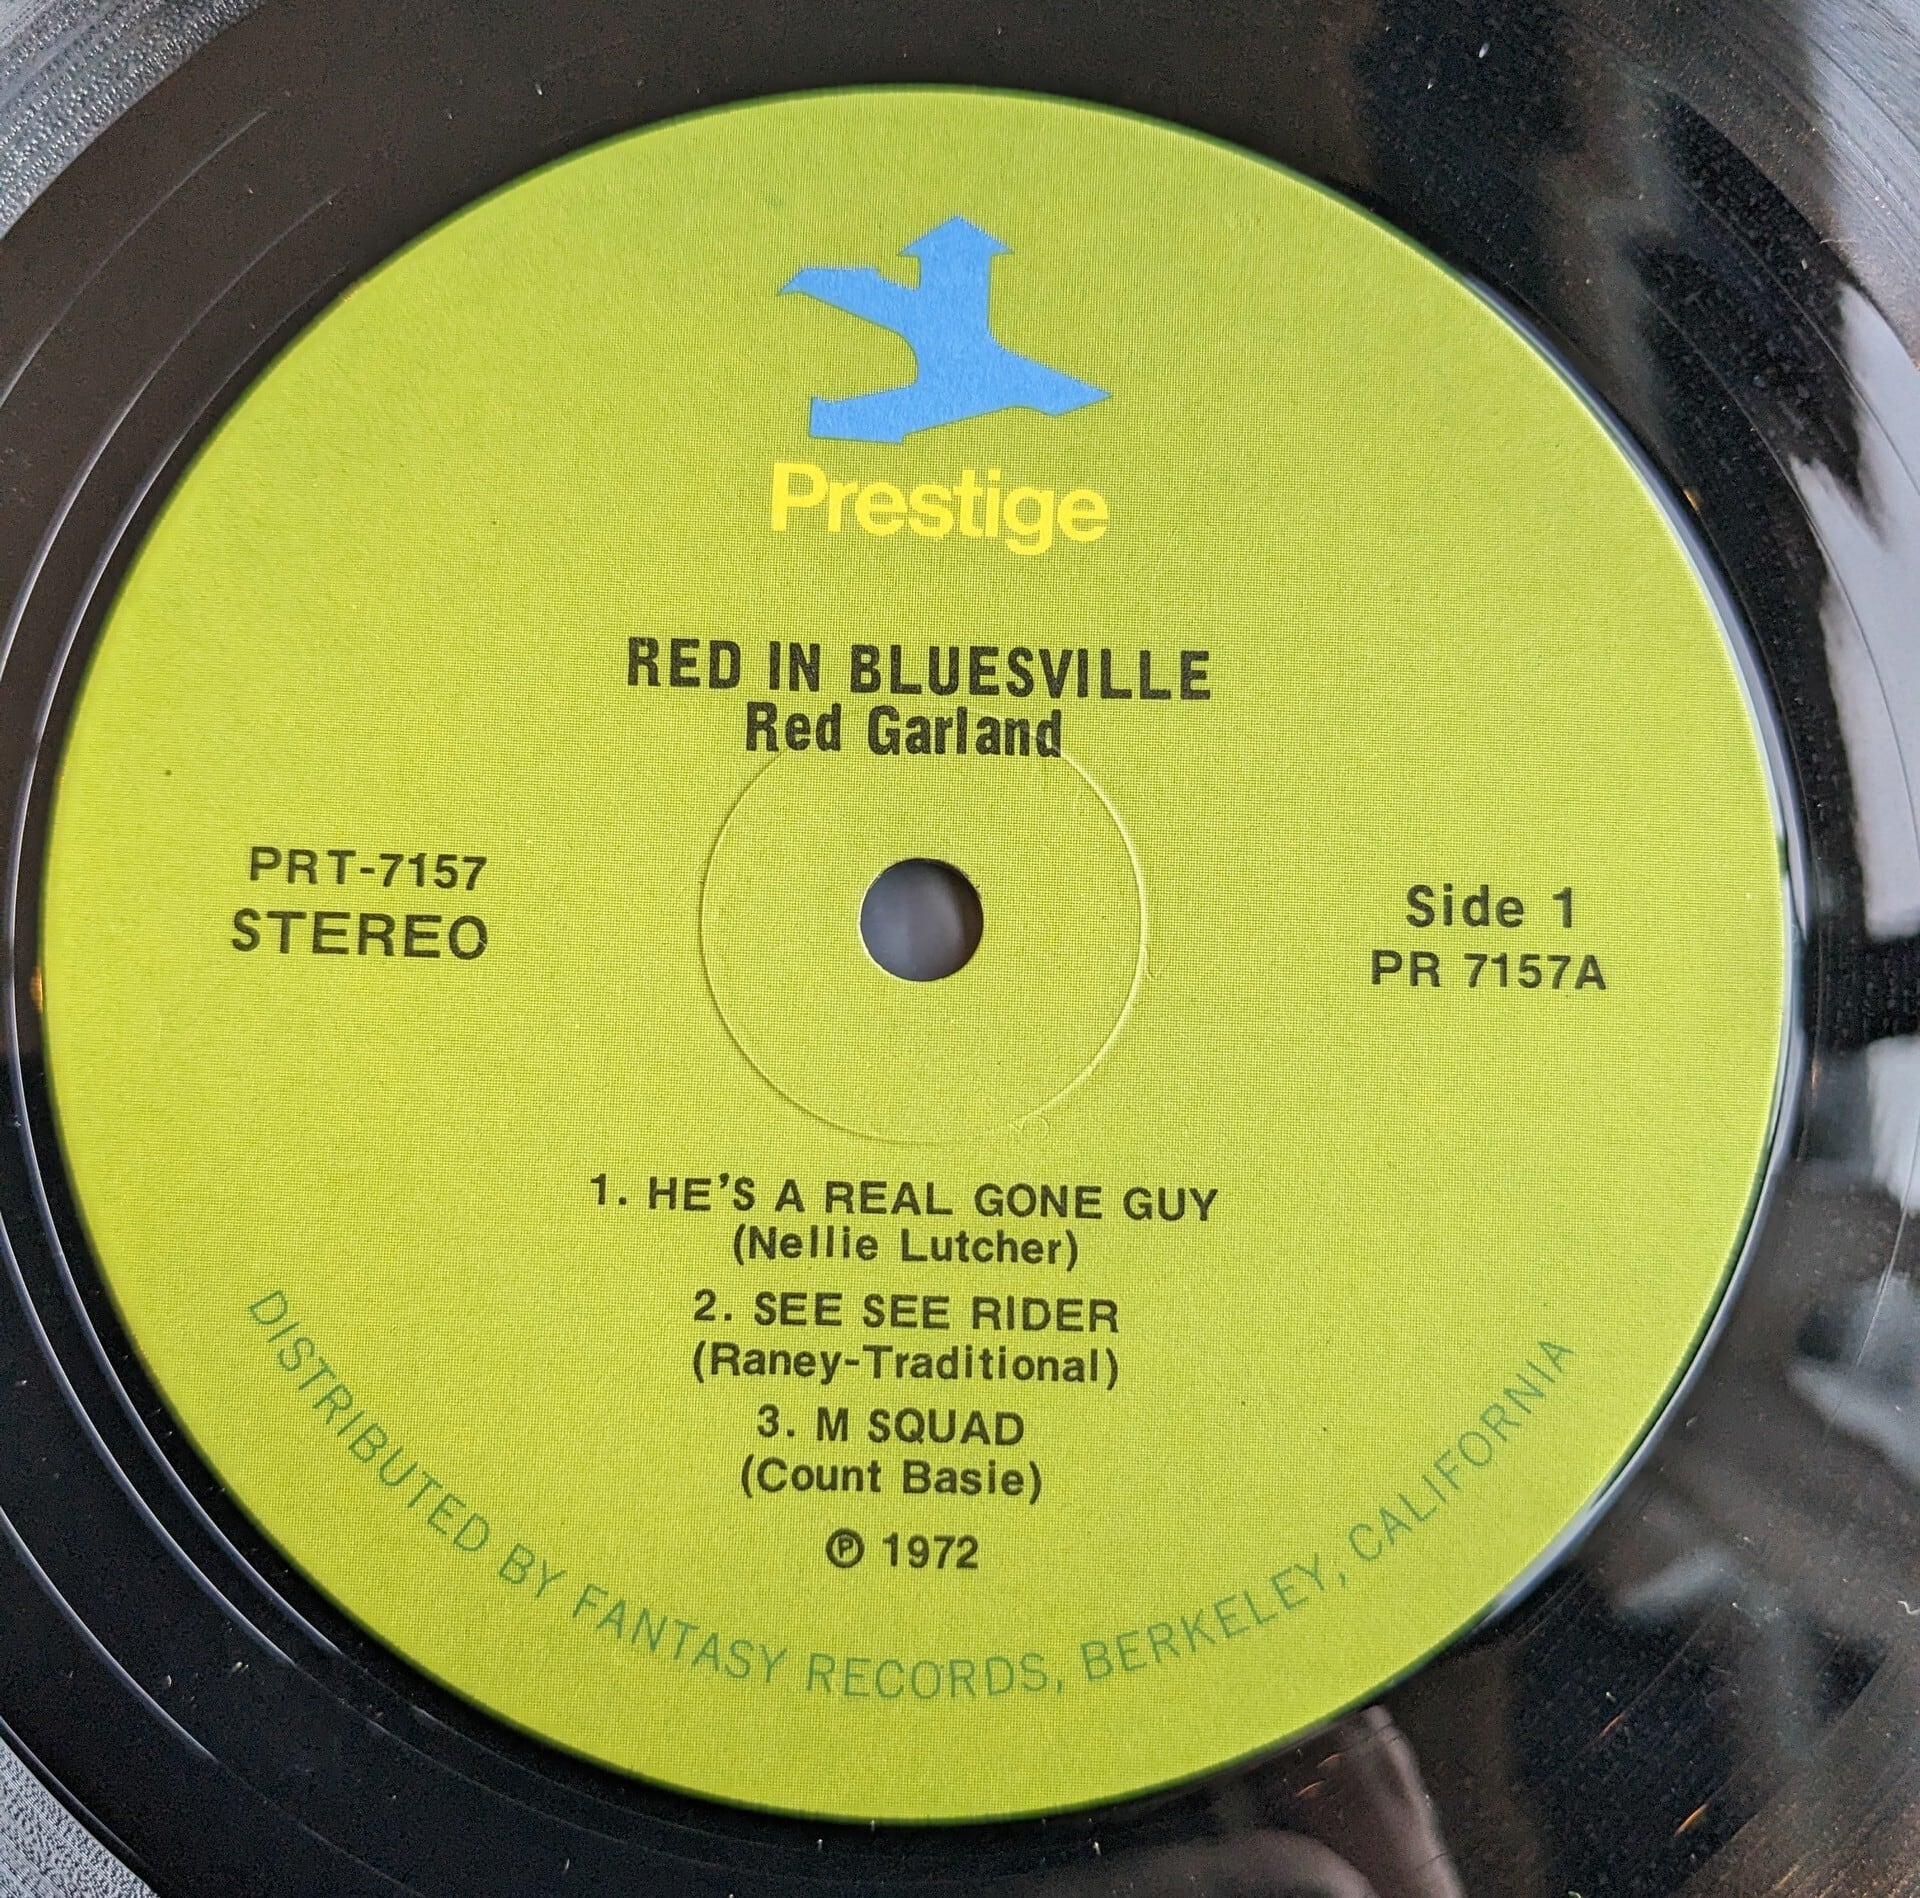 Prestige
RED IN BLUESVILLE
Red Garland
PRT-7157
STEREO
Side 1
PR 7157A
1. HE'S A REAL GONE GUY
(Nellie Lutcher)
2. SEE SEE RIDER
(Raney-Traditional)
3. M SQUAD
(Count Basie)
℗ 1972
DISTRIBUTED BY FANTASY RECORDS, BERKELEY, CALIFORNIA